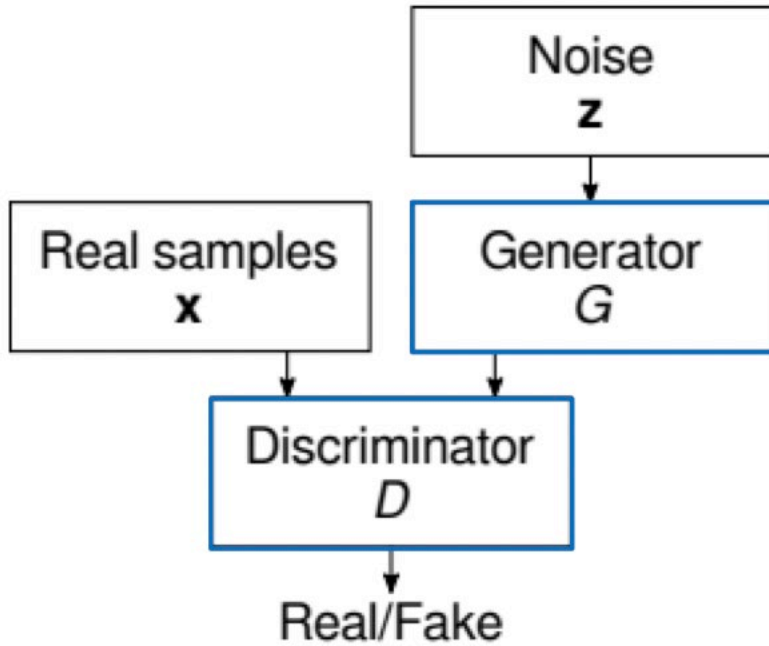 Noise
z
Real samples
x
Generator
G
Discriminator
D
Real/Fake